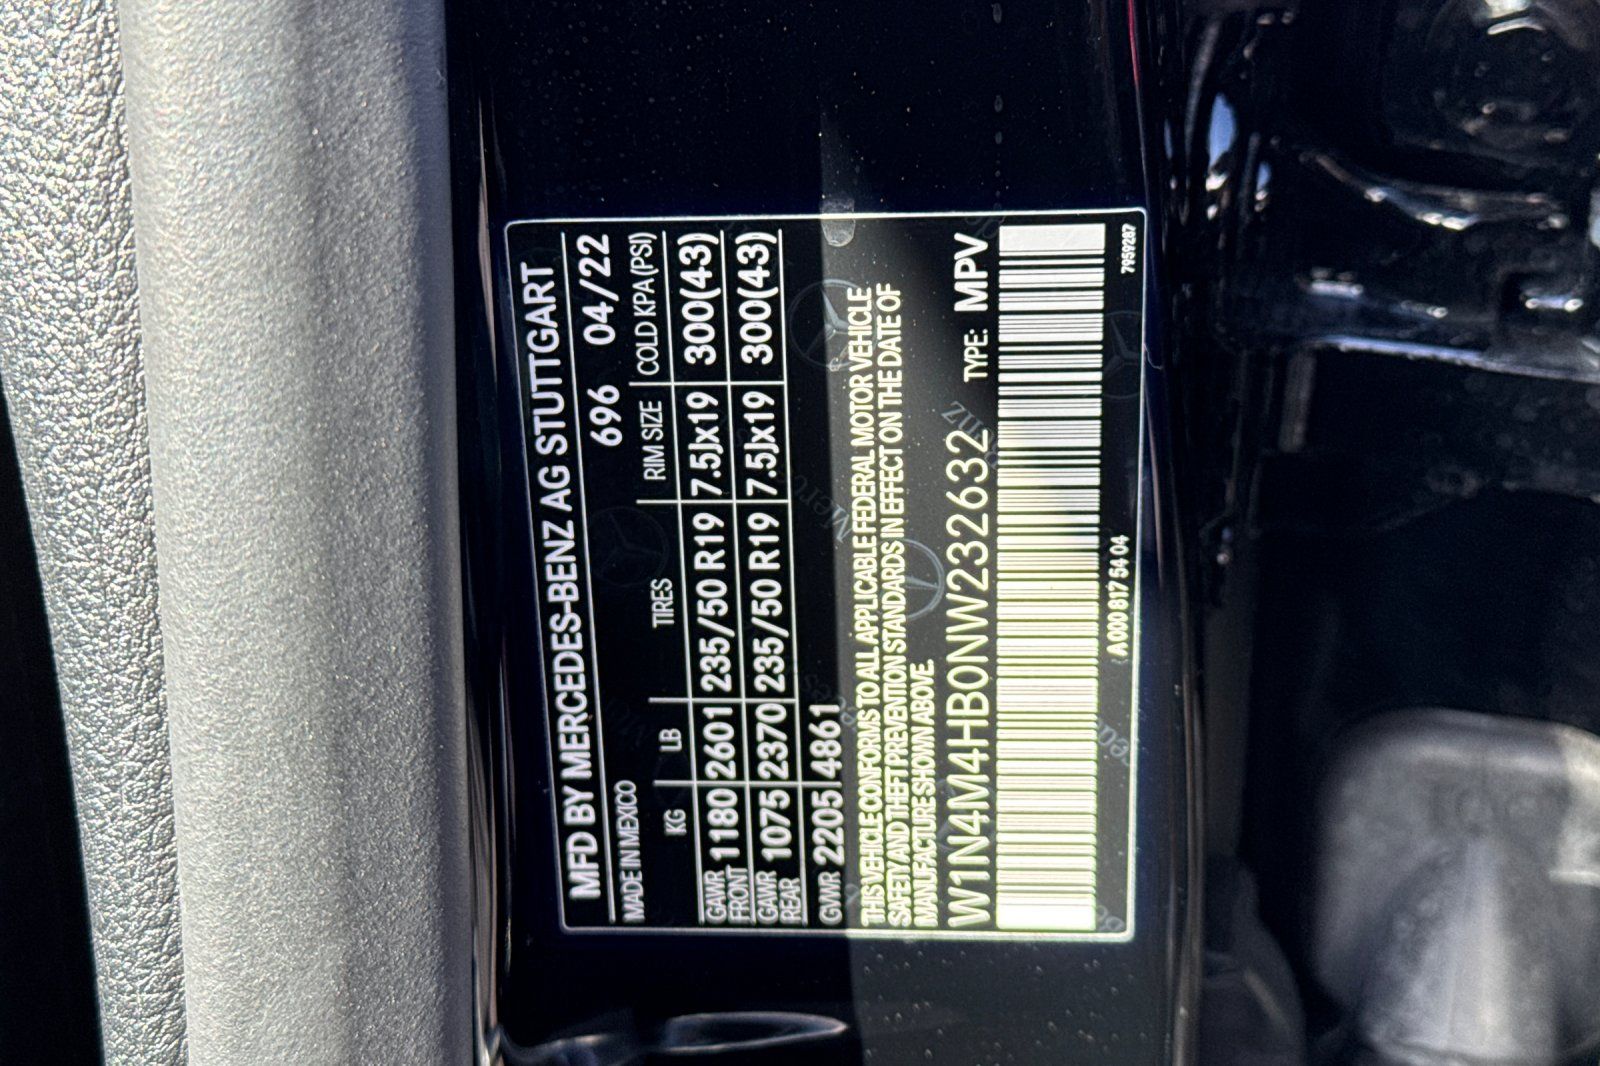 MFD BY MERCEDES-BENZ AG STUTTGART
MADE IN MEXICO 696 04/22
KG LB TIRES RIM SIZE COLD KPA(PSI)
GAWR FRONT 1180 2601 235/50 R19 7.5Jx19 300(43)
GAWR REAR 1075 2370 235/50 R19 7.5Jx19 300(43)
GVWR 2205 4861
THIS VEHICLE CONFORMS TO ALL APPLICABLE FEDERAL MOTOR VEHICLE
SAFETY AND THEFT PREVENTION STANDARDS IN EFFECT ON THE DATE OF
MANUFACTURE SHOWN ABOVE.
W1N4M4HB0NW232632 TYPE: MPV
A 000 817 54 04 7959287